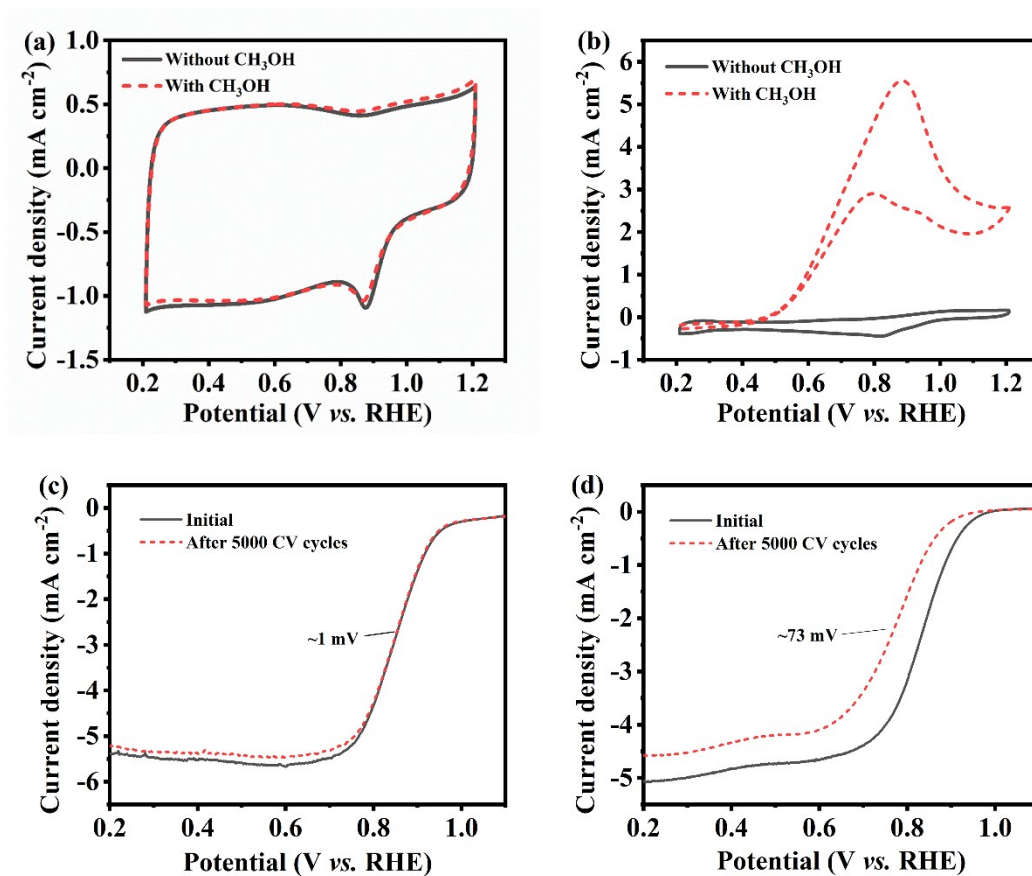 (a)
Without CH₃OH
With CH₃OH
1.0
0.5
0.0
-0.5
-1.0
-1.5
0.2 0.4 0.6 0.8 1.0 1.2
Current density (mA cm⁻²)
Potential (V vs. RHE)
(b)
Without CH₃OH
With CH₃OH
6
5
4
3
2
1
0
-1
0.2 0.4 0.6 0.8 1.0 1.2
Current density (mA cm⁻²)
Potential (V vs. RHE)
(c)
Initial
After 5000 CV cycles
~1 mV
0
-1
-2
-3
-4
-5
-6
0.2 0.4 0.6 0.8 1.0
Current density (mA cm⁻²)
Potential (V vs. RHE)
(d)
Initial
After 5000 CV cycles
~73 mV
0
-1
-2
-3
-4
-5
0.2 0.4 0.6 0.8 1.0
Current density (mA cm⁻²)
Potential (V vs. RHE)